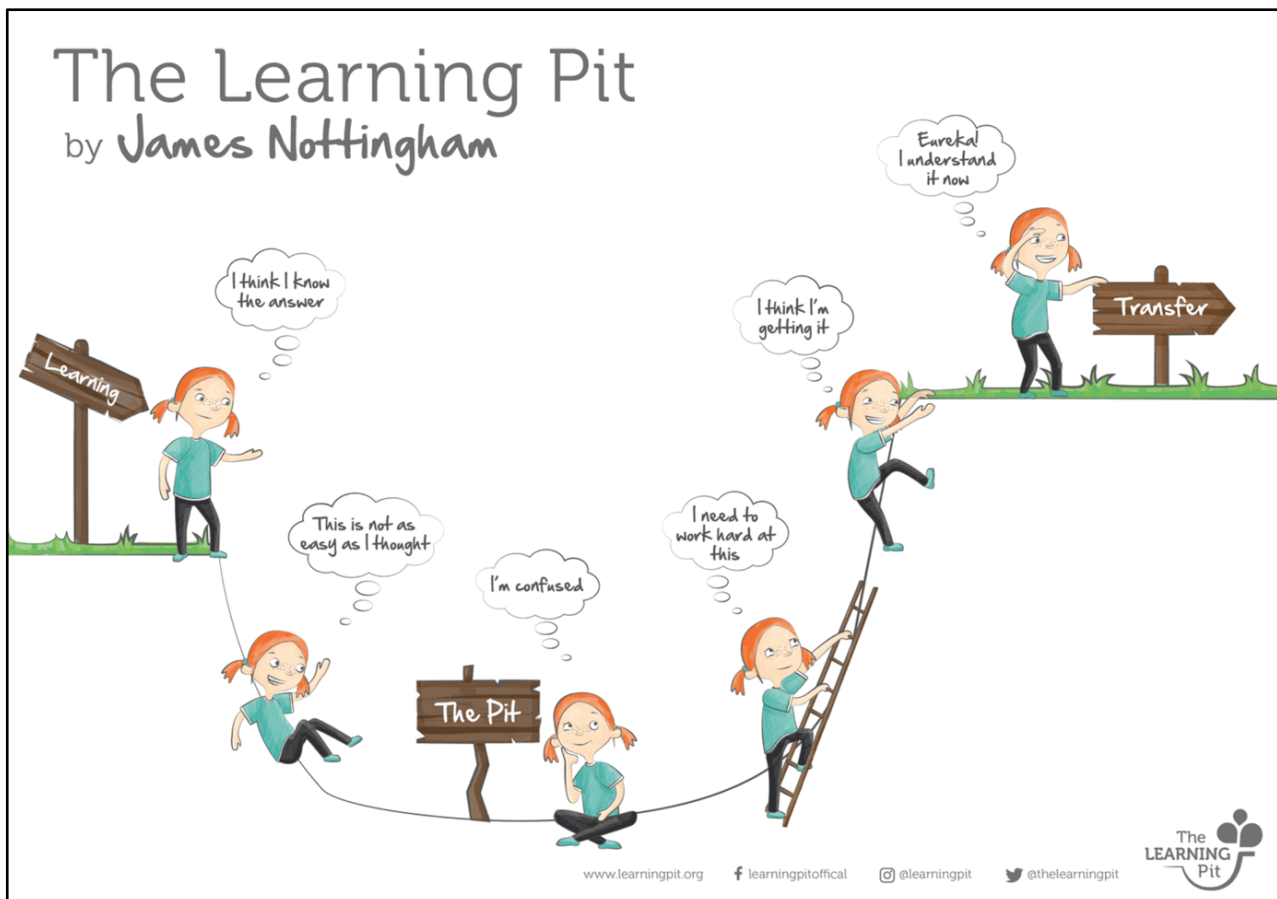 The Learning Pit
by James Nottingham
Eureka!
I understand
it now
I think I know
the answer
I think I'm
getting it
Transfer
Learning
This is not as
easy as I thought
I'm confused
I need to
work hard at
this
The Pit
www.learningpit.org
learningpitoffical
@learningpit
@thelearningpit
The
LEARNING
Pit